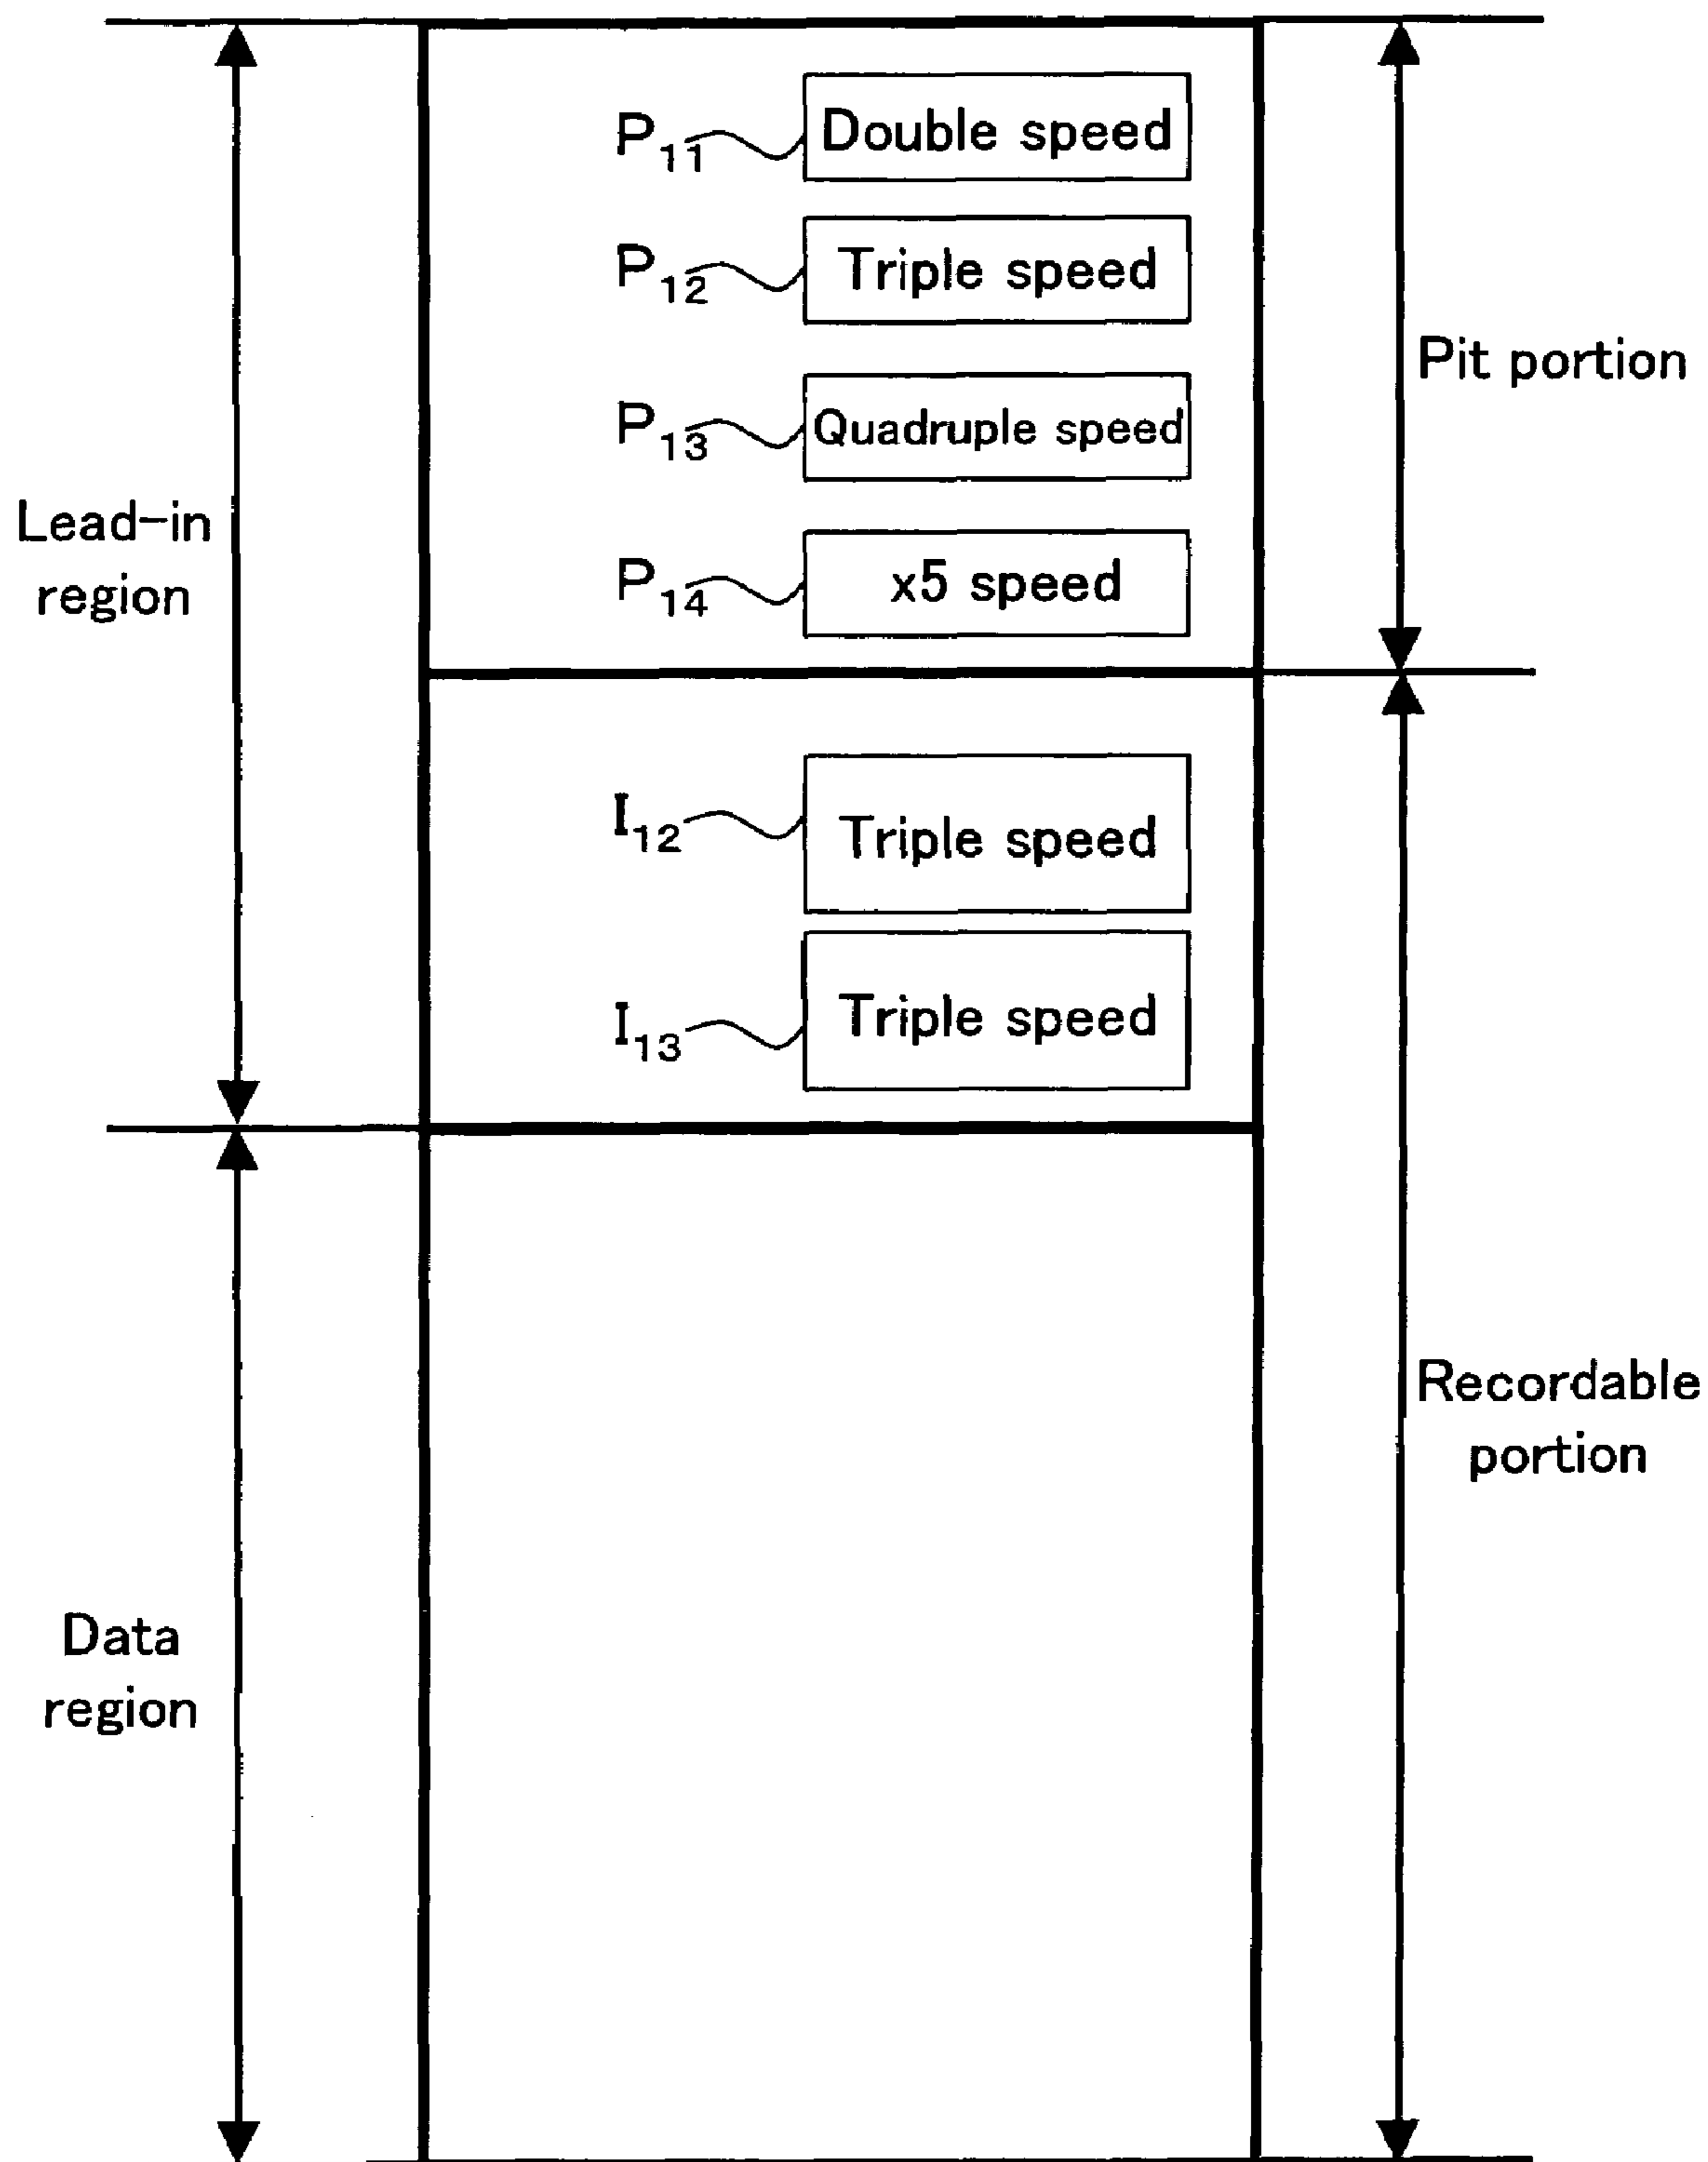 P11 Double speed
P12 Triple speed
P13 Quadruple speed
P14 x5 speed
Pit portion
Lead-in
region
I12 Triple speed
I13 Triple speed
Recordable
portion
Data
region